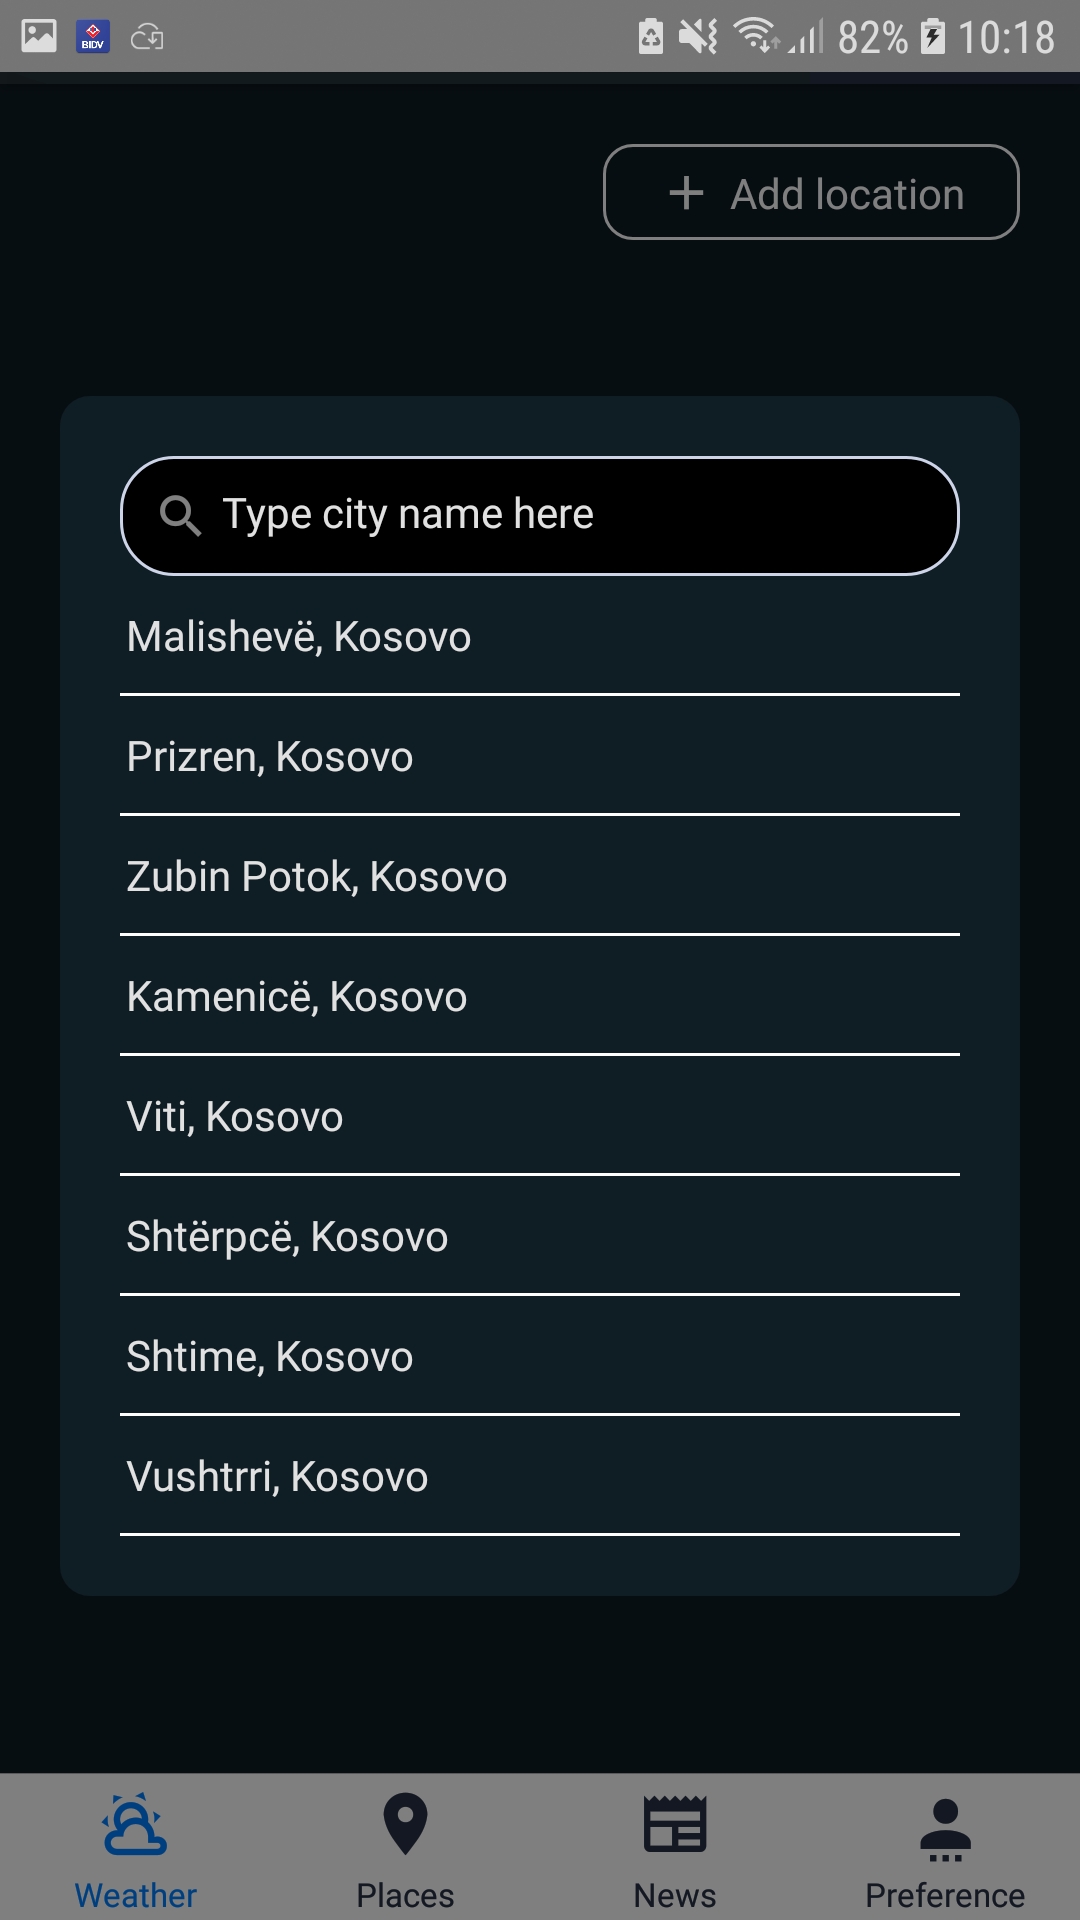 BIDV 82% 10:18
+ Add location
Type city name here
Malishevë, Kosovo
Prizren, Kosovo
Zubin Potok, Kosovo
Kamenicë, Kosovo
Viti, Kosovo
Shtërpcë, Kosovo
Shtime, Kosovo
Vushtrri, Kosovo
Weather Places News Preference